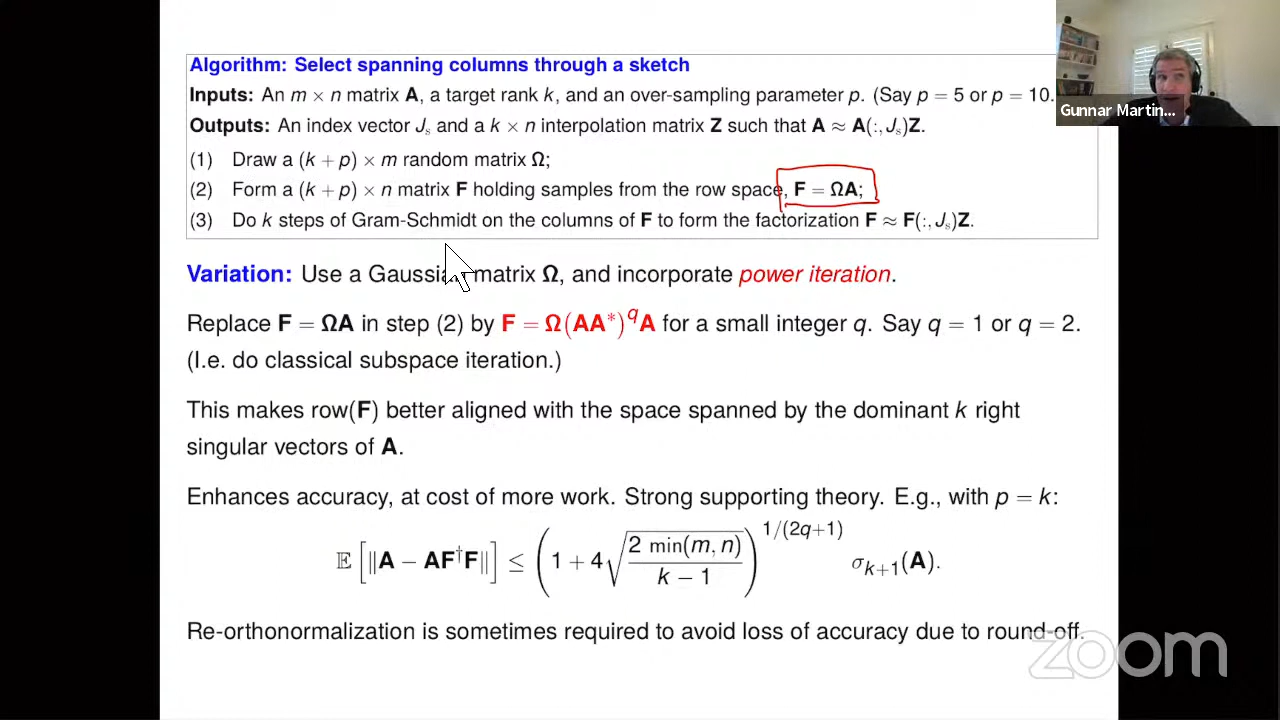 Algorithm: Select spanning columns through a sketch
Inputs: An m × n matrix A, a target rank k, and an over-sampling parameter p. (Say p = 5 or p = 10.
Outputs: An index vector Jₛ and a k × n interpolation matrix Z such that A ≈ A(:, Jₛ)Z.
(1) Draw a (k + p) × m random matrix Ω;
(2) Form a (k + p) × n matrix F holding samples from the row space, F = ΩA;
(3) Do k steps of Gram-Schmidt on the columns of F to form the factorization F ≈ F(:, Jₛ)Z.
Gunnar Martin...
Variation: Use a Gaussian matrix Ω, and incorporate power iteration.
Replace F = ΩA in step (2) by F = Ω(AA*)^q A for a small integer q. Say q = 1 or q = 2.
(I.e. do classical subspace iteration.)
This makes row(F) better aligned with the space spanned by the dominant k right
singular vectors of A.
Enhances accuracy, at cost of more work. Strong supporting theory. E.g., with p = k:
𝔼[‖A − AF†F‖] ≤ (1 + 4√(2 min(m, n)/(k − 1)))^(1/(2q+1)) σₖ₊₁(A).
Re-orthonormalization is sometimes required to avoid loss of accuracy due to round-off.
zoom